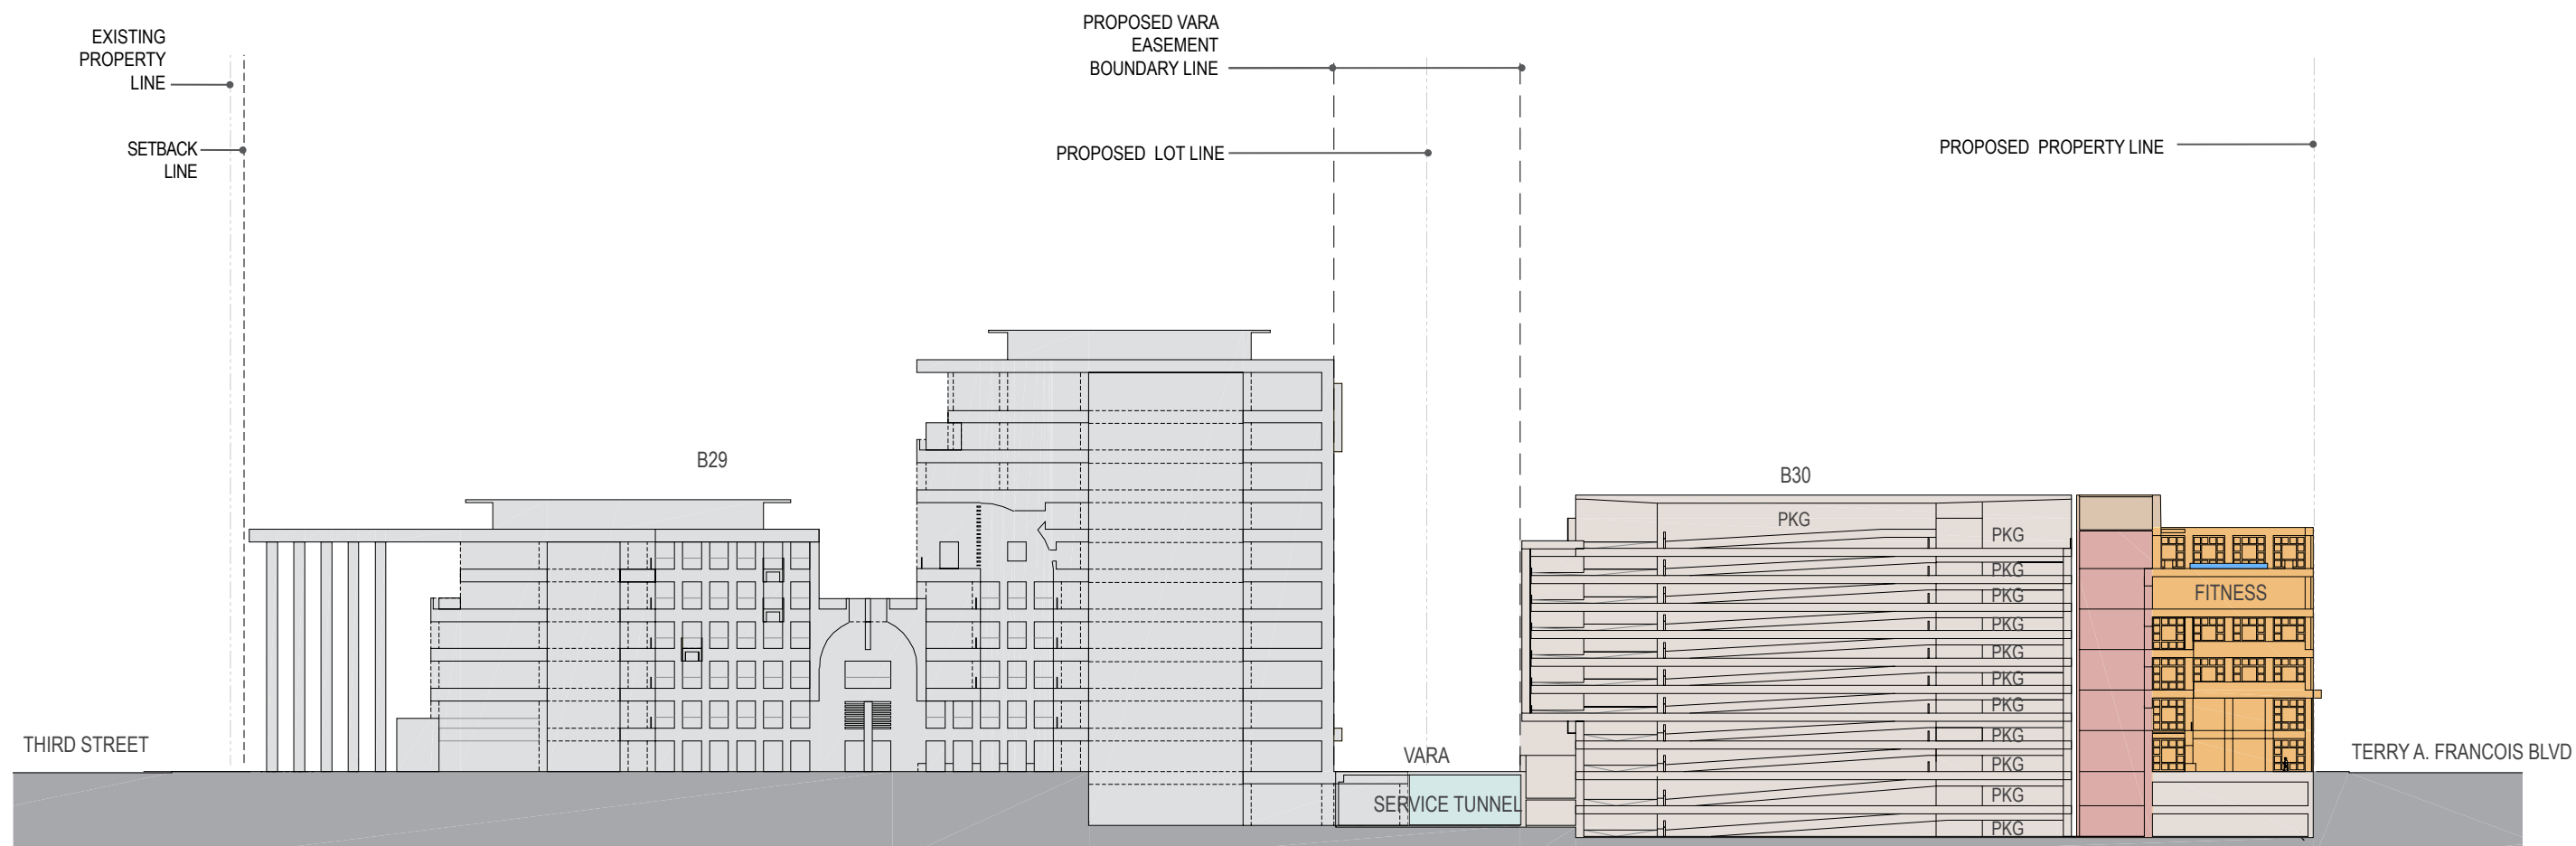 EXISTING
PROPERTY
LINE
SETBACK
LINE
PROPOSED VARA
EASEMENT
BOUNDARY LINE
PROPOSED LOT LINE
PROPOSED PROPERTY LINE
B29
B30
PKG
PKG
PKG
PKG
PKG
PKG
PKG
PKG
PKG
PKG
PKG
PKG
FITNESS
THIRD STREET
VARA
SERVICE TUNNEL
TERRY A. FRANCOIS BLVD